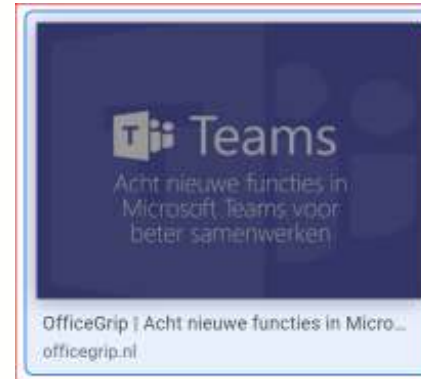 T
Teams
Acht nieuwe functies in
Microsoft Teams voor
beter samenwerken
OfficeGrip | Acht nieuwe functies in Micro...
officegrip.nl